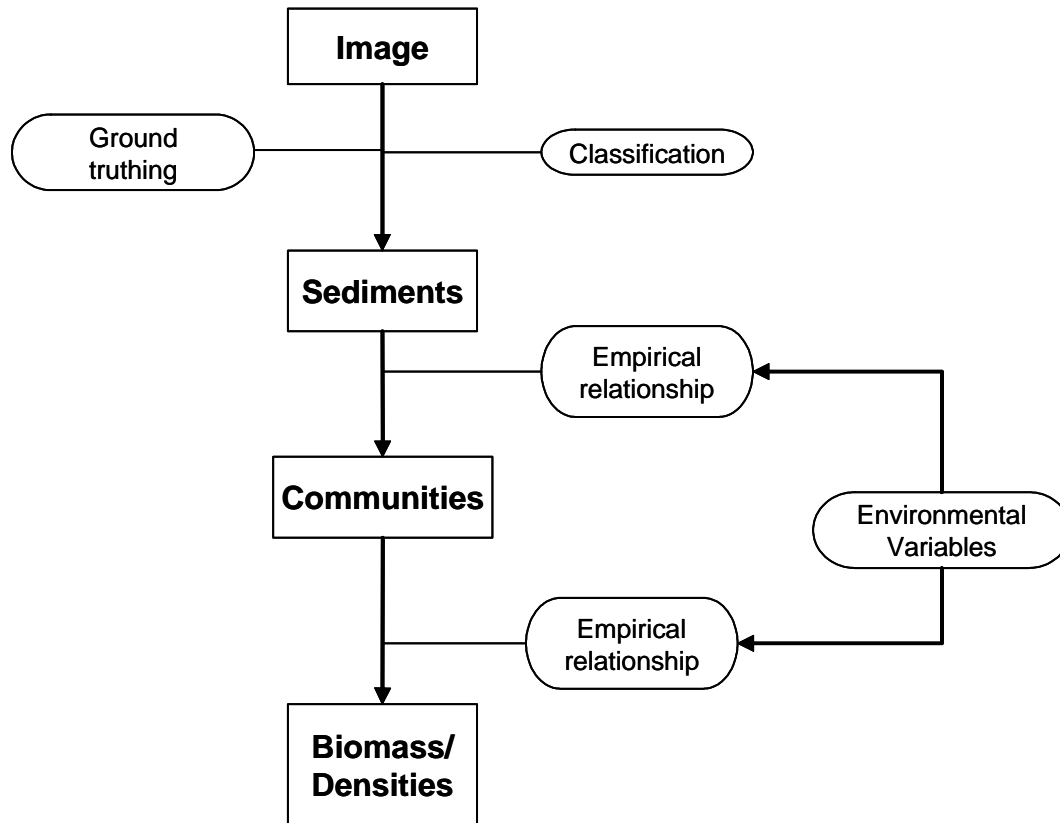 Image
Ground
truthing
Classification
Sediments
Empirical
relationship
Communities
Environmental
Variables
Empirical
relationship
Biomass/
Densities